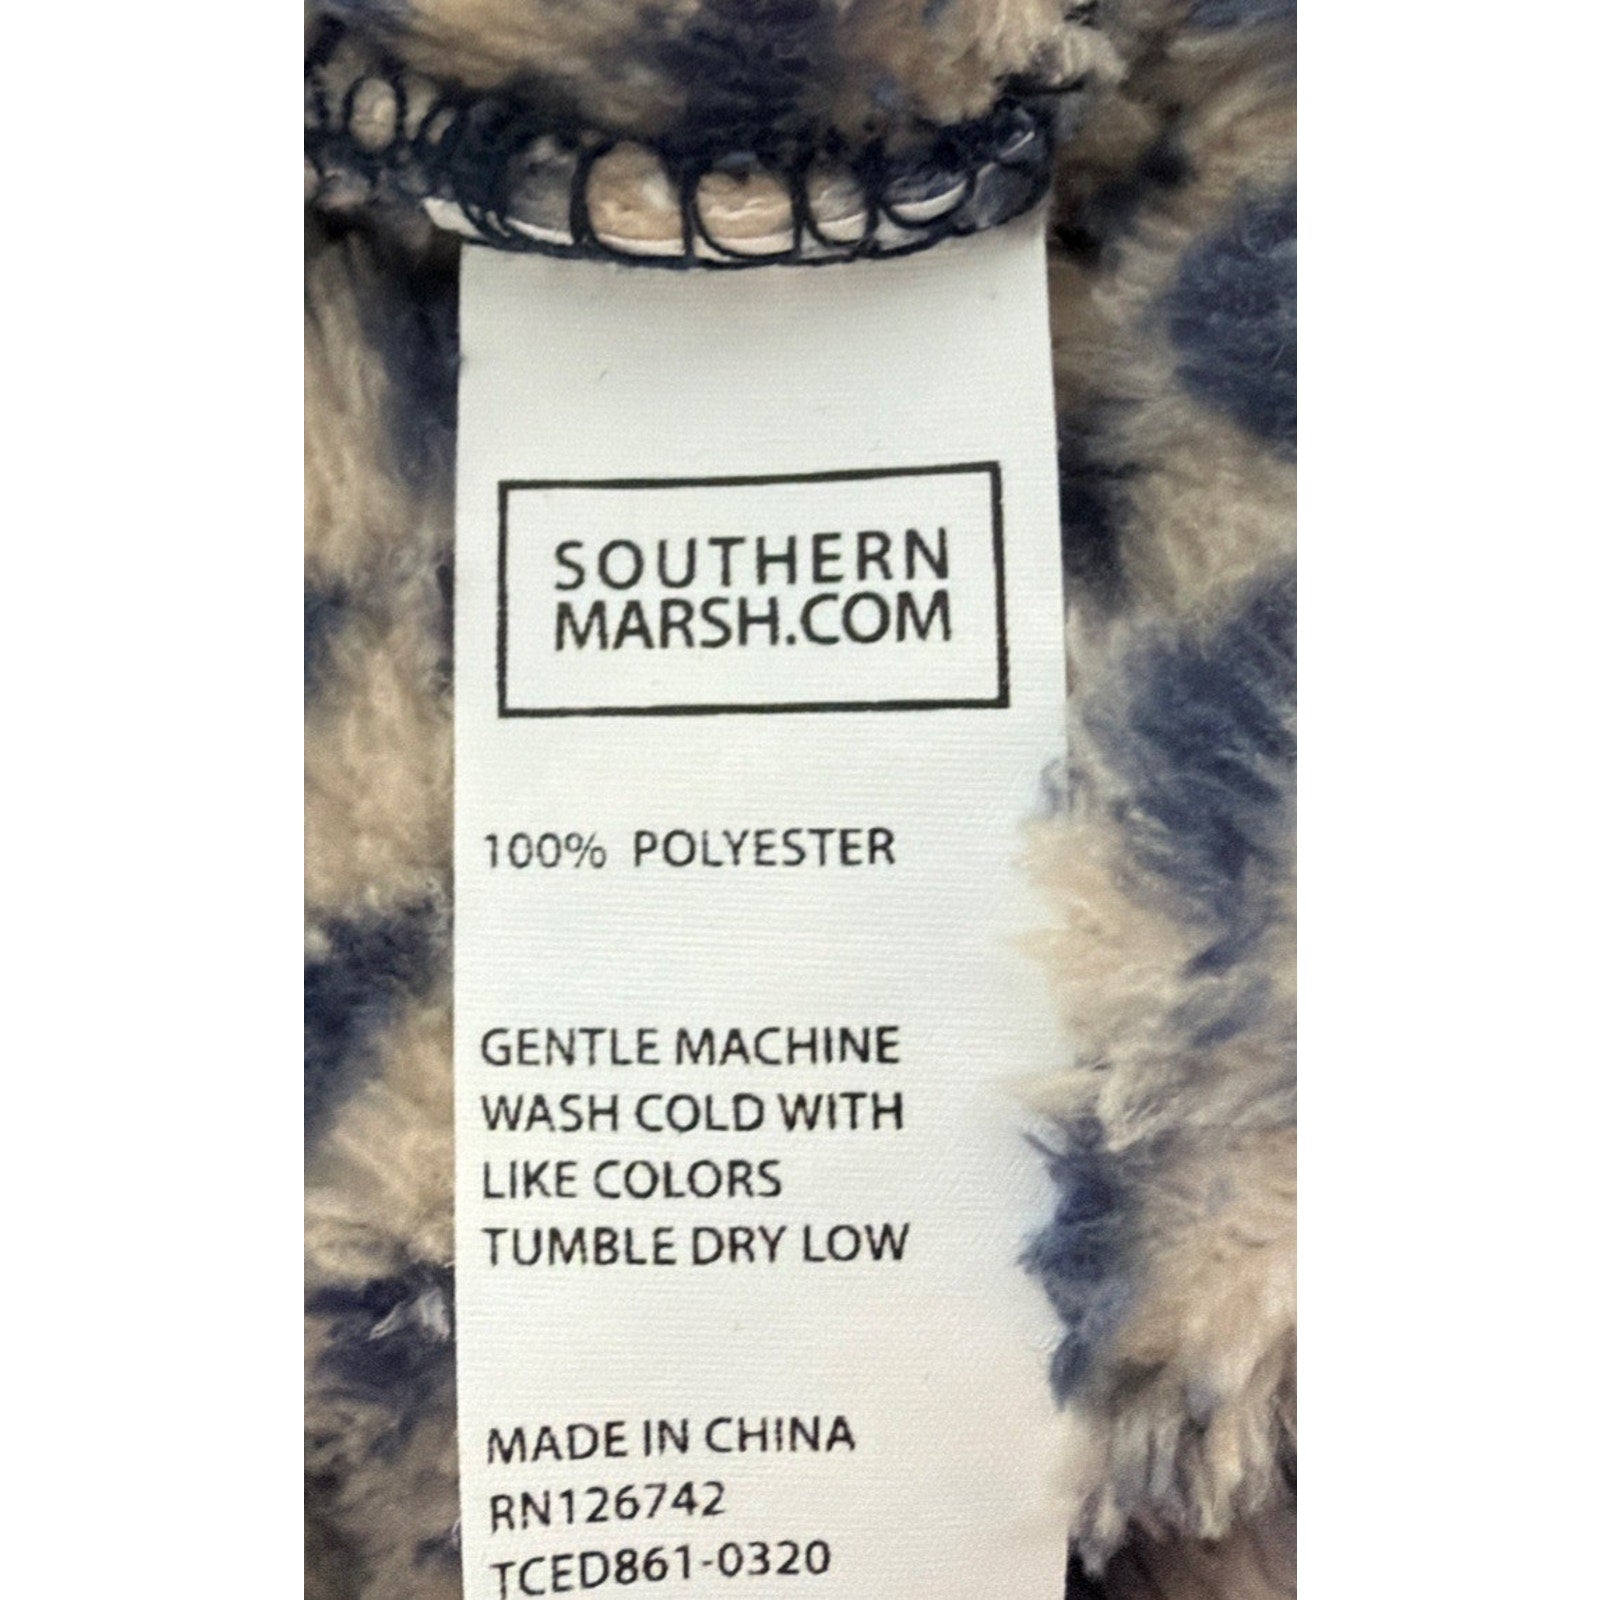 SOUTHERN
MARSH.COM
100% POLYESTER
GENTLE MACHINE
WASH COLD WITH
LIKE COLORS
TUMBLE DRY LOW
MADE IN CHINA
RN126742
TCED861-0320